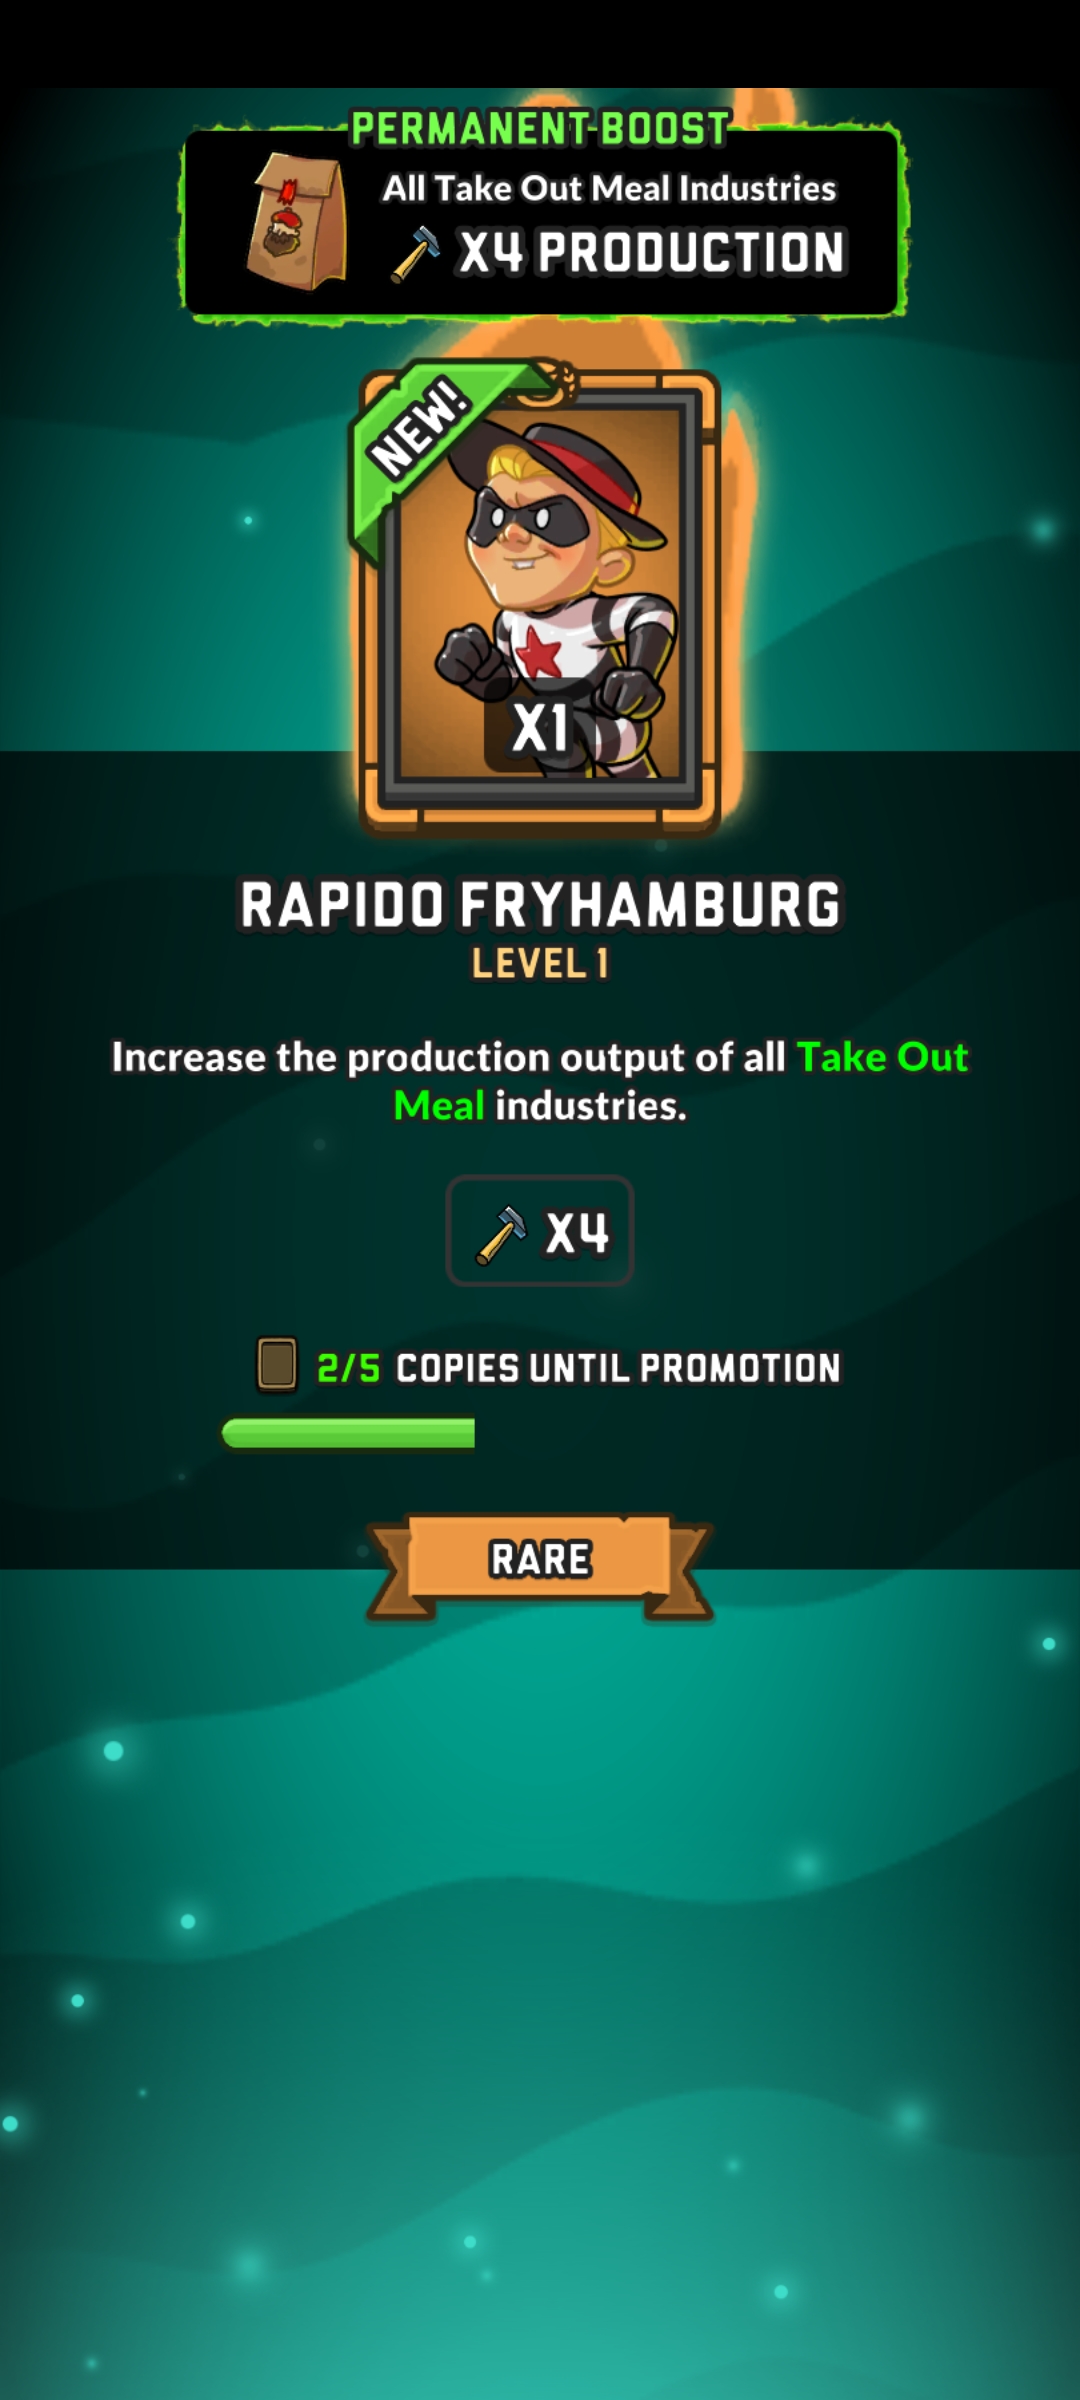 PERMANENT BOOST
All Take Out Meal Industries
X4 PRODUCTION
NEW!
X1
RAPIDO FRYHAMBURG
LEVEL 1
Increase the production output of all Take Out
Meal industries.
X4
2/5 COPIES UNTIL PROMOTION
RARE